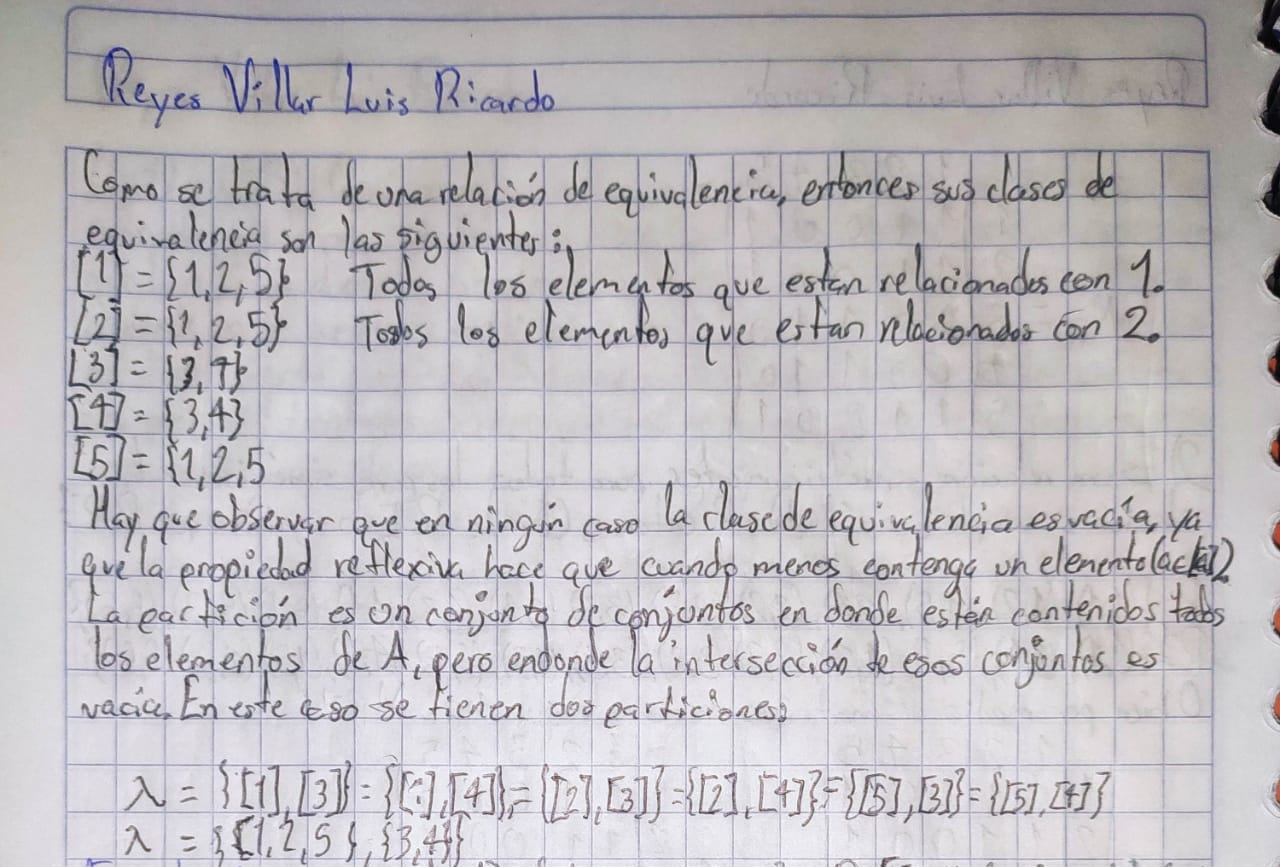 Reyes Villar Luis Ricardo
Como se trata de una relación de equivalencia, entonces sus clases de
equivalencia son las siguientes:
[1] = {1,2,5} Todos los elementos que estan relacionados con 1.
[2] = {1,2,5} Todos los elementos que estan relacionados con 2.
[3] = {3,4}
[4] = {3,4}
[5] = {1,2,5
Hay que observar que en ningún caso la clase de equivalencia es vacía, ya
que la propiedad reflexiva hace que cuando menos contenga un elemento
La partición es un conjunto de conjuntos en donde están contenidos todos
los elementos de A, pero en donde la intersección de esos conjuntos es
vacía. En este caso se tienen dos particiones:
λ = {[1],[3]} = {[1],[4]} = {[2],[3]} = {[2],[4]} = {[5],[3]} = {[5],[4]}
λ = {{1,2,5},{3,4}}